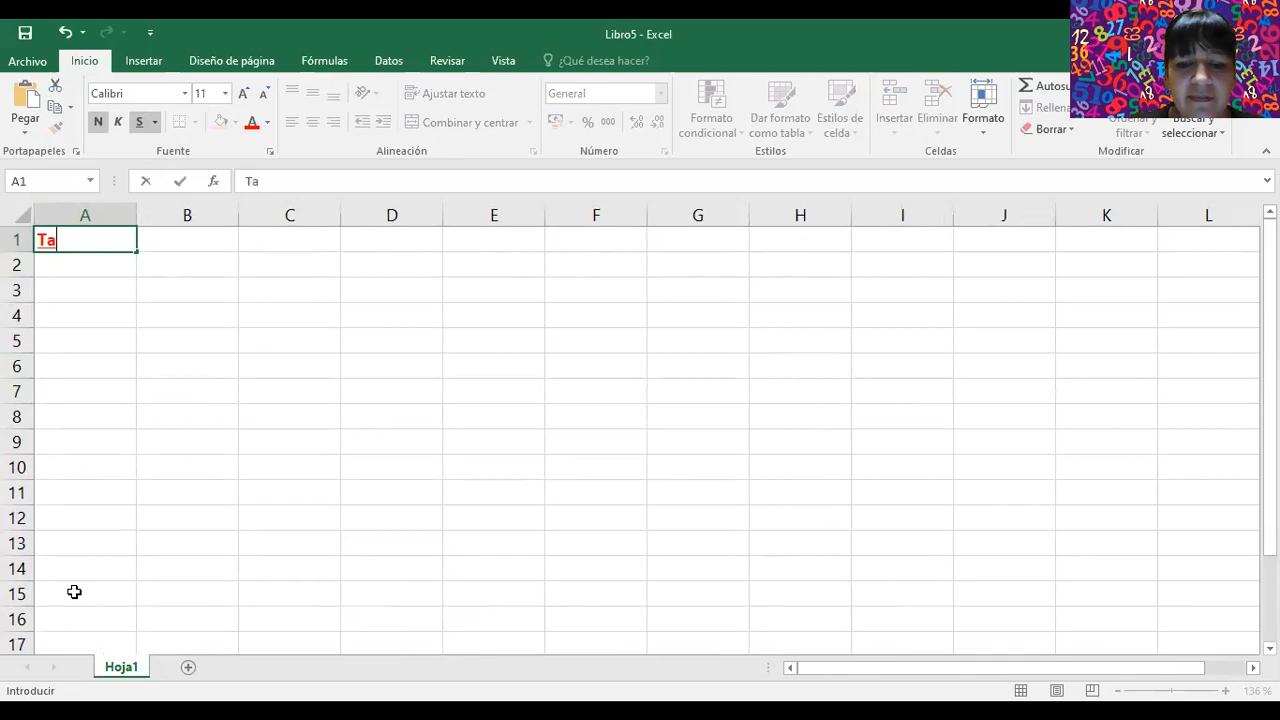 Libro5 - Excel
Archivo Inicio Insertar Diseño de página Fórmulas Datos Revisar Vista ¿Qué desea hacer?
Calibri 11 Ajustar texto General Autosu
Pegar N K S Combinar y centrar % 000 Formato condicional Dar formato como tabla Estilos de celda Insertar Eliminar Formato Rellena Borrar Ordenar y filtrar Buscar y seleccionar
Portapapeles Fuente Alineación Número Estilos Celdas Modificar
A1 fx Ta
A B C D E F G H I J K L
1 Ta
2
3
4
5
6
7
8
9
10
11
12
13
14
15
16
17
Hoja1
Introducir 136 %